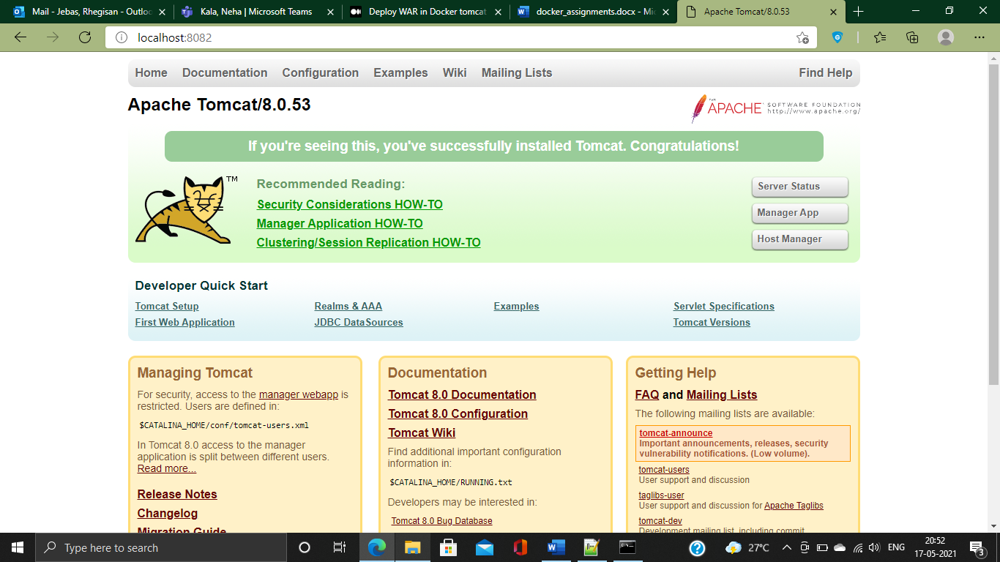 Mail - Jebas, Rhegisan - Outloo
Kala, Neha | Microsoft Teams
Deploy WAR in Docker tomcat
docker_assignments.docx - Mic
Apache Tomcat/8.0.53
localhost:8082
Home Documentation Configuration Examples Wiki Mailing Lists Find Help
Apache Tomcat/8.0.53
THE
APACHE SOFTWARE FOUNDATION
http://www.apache.org/
If you're seeing this, you've successfully installed Tomcat. Congratulations!
TM
Recommended Reading:
Security Considerations HOW-TO
Manager Application HOW-TO
Clustering/Session Replication HOW-TO
Server Status
Manager App
Host Manager
Developer Quick Start
Tomcat Setup
First Web Application
Realms & AAA
JDBC DataSources
Examples
Servlet Specifications
Tomcat Versions
Managing Tomcat
For security, access to the manager webapp is
restricted. Users are defined in:
$CATALINA_HOME/conf/tomcat-users.xml
In Tomcat 8.0 access to the manager
application is split between different users.
Read more...
Release Notes
Changelog
Migration Guide
Documentation
Tomcat 8.0 Documentation
Tomcat 8.0 Configuration
Tomcat Wiki
Find additional important configuration
information in:
$CATALINA_HOME/RUNNING.txt
Developers may be interested in:
Tomcat 8.0 Bug Database
Getting Help
FAQ and Mailing Lists
The following mailing lists are available:
tomcat-announce
Important announcements, releases, security
vulnerability notifications. (Low volume).
tomcat-users
User support and discussion
taglibs-user
User support and discussion for Apache Taglibs
tomcat-dev
Development mailing list, including commit
Type here to search
27°C
ENG
20:52
17-05-2021
3